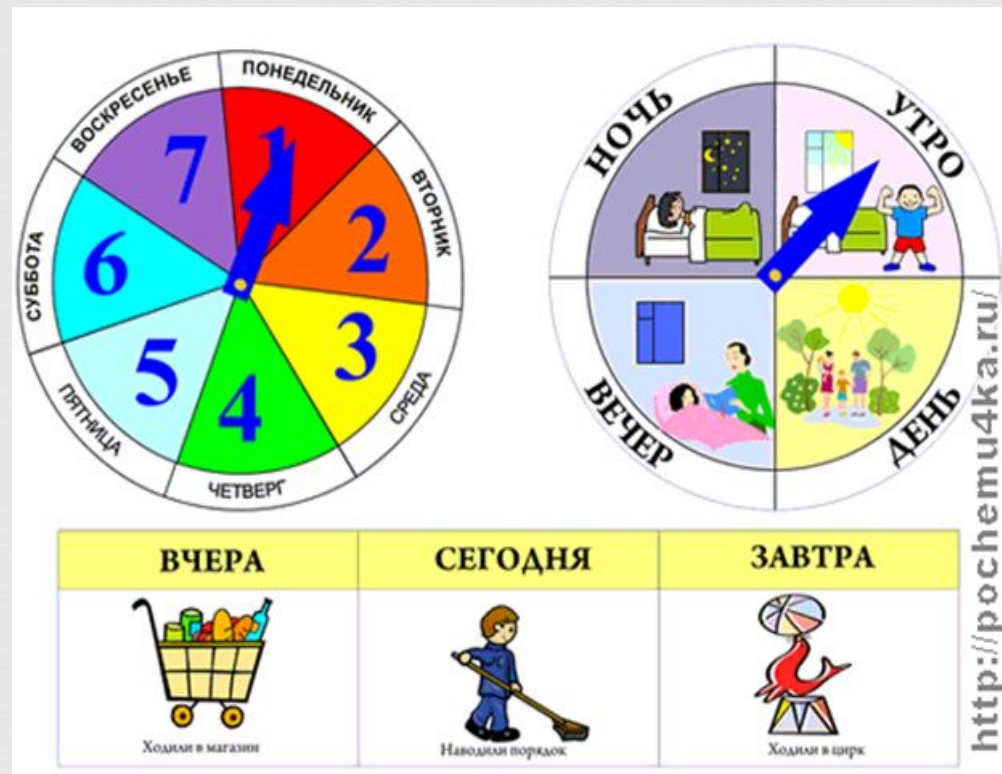 ПОНЕДЕЛЬНИК
ВТОРНИК
СРЕДА
ЧЕТВЕРГ
ПЯТНИЦА
СУББОТА
ВОСКРЕСЕНЬЕ
1
2
3
4
5
6
7
НОЧЬ
УТРО
ДЕНЬ
ВЕЧЕР
ВЧЕРА
СЕГОДНЯ
ЗАВТРА
Ходили в магазин
Наводили порядок
Ходили в цирк
http://pochemu4ka.ru/